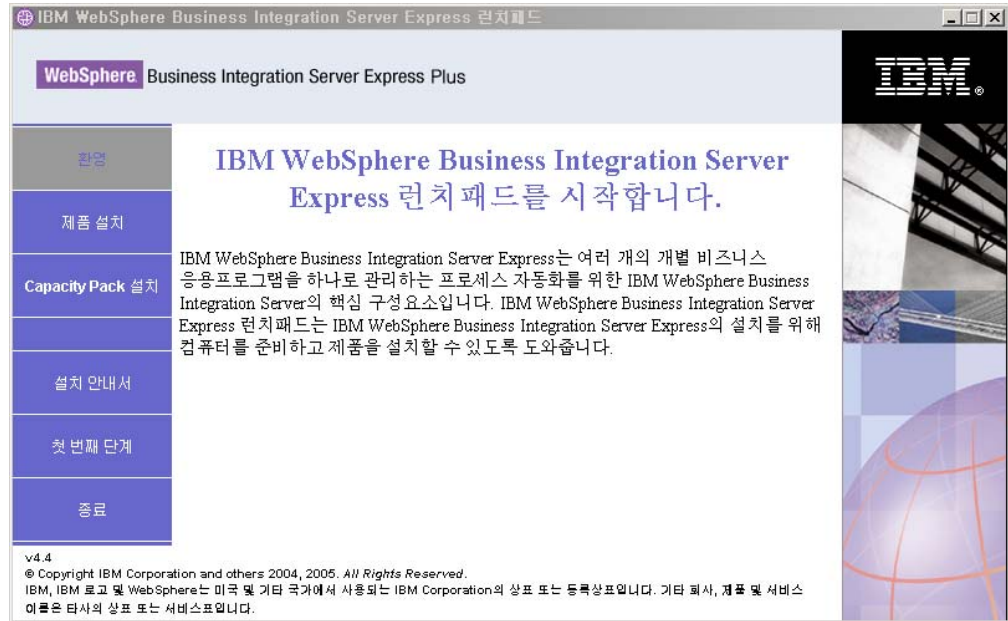 IBM WebSphere Business Integration Server Express 런치패드
WebSphere. Business Integration Server Express Plus
IBM®
환영
제품 설치
Capacity Pack 설치
설치 안내서
첫 번째 단계
종료
IBM WebSphere Business Integration Server
Express 런치패드를 시작합니다.
IBM WebSphere Business Integration Server Express는 여러 개의 개별 비즈니스
응용프로그램을 하나로 관리하는 프로세스 자동화를 위한 IBM WebSphere Business
Integration Server의 핵심 구성요소입니다. IBM WebSphere Business Integration Server
Express 런치패드는 IBM WebSphere Business Integration Server Express의 설치를 위해
컴퓨터를 준비하고 제품을 설치할 수 있도록 도와줍니다.
v4.4
© Copyright IBM Corporation and others 2004, 2005. All Rights Reserved.
IBM, IBM 로고 및 WebSphere는 미국 및 기타 국가에서 사용되는 IBM Corporation의 상표 또는 등록상표입니다. 기타 회사, 제품 및 서비스
이름은 타사의 상표 또는 서비스표입니다.